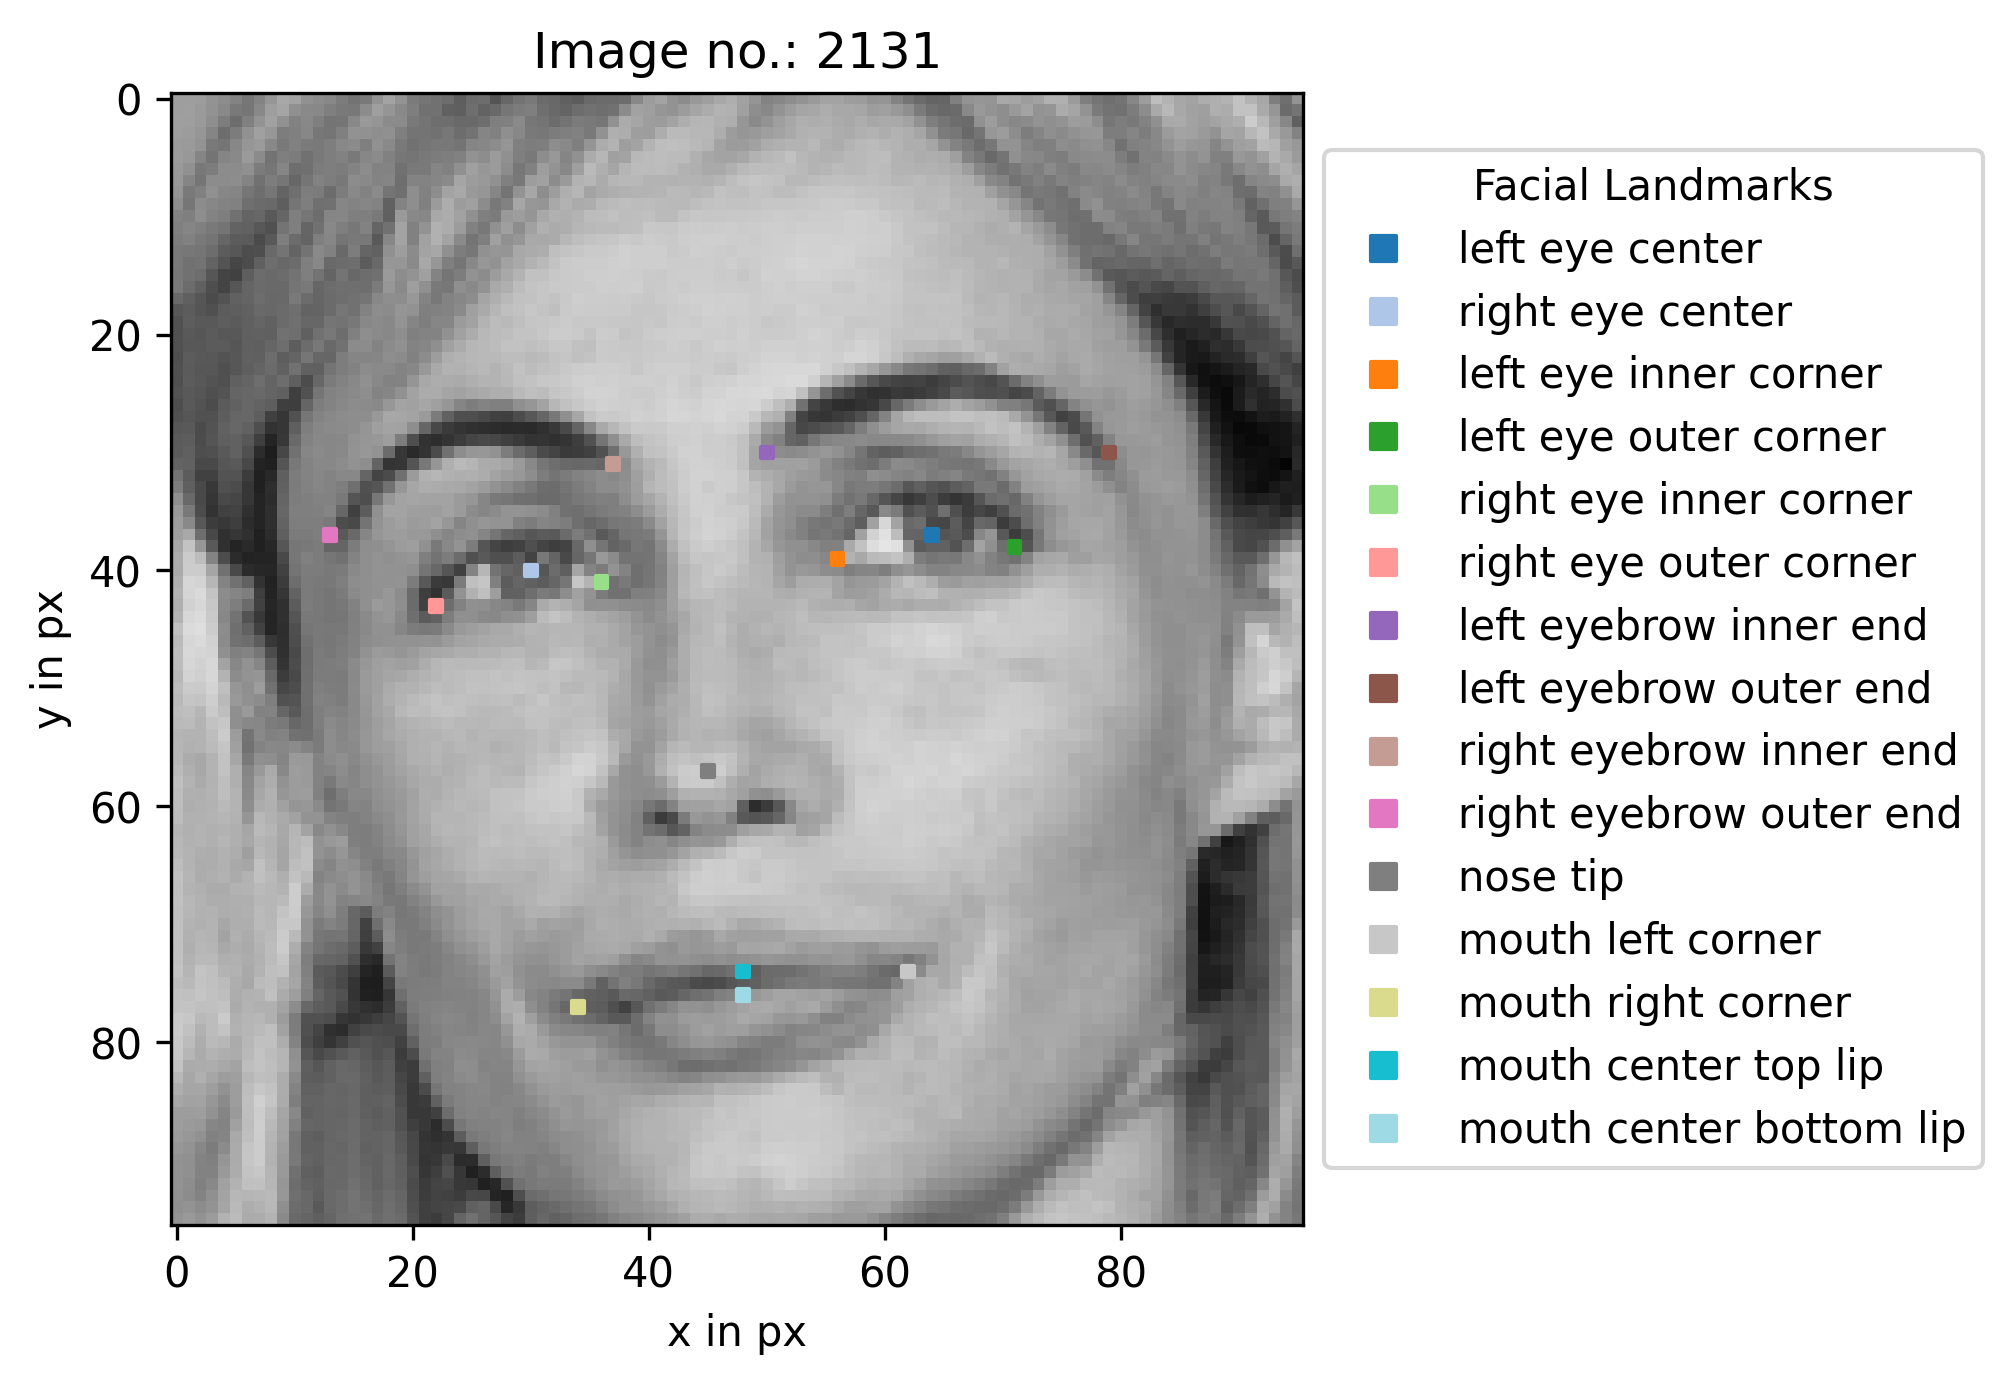 Image no.: 2131
0
20
40
60
80
y in px
0 20 40 60 80
x in px
Facial Landmarks
left eye center
right eye center
left eye inner corner
left eye outer corner
right eye inner corner
right eye outer corner
left eyebrow inner end
left eyebrow outer end
right eyebrow inner end
right eyebrow outer end
nose tip
mouth left corner
mouth right corner
mouth center top lip
mouth center bottom lip